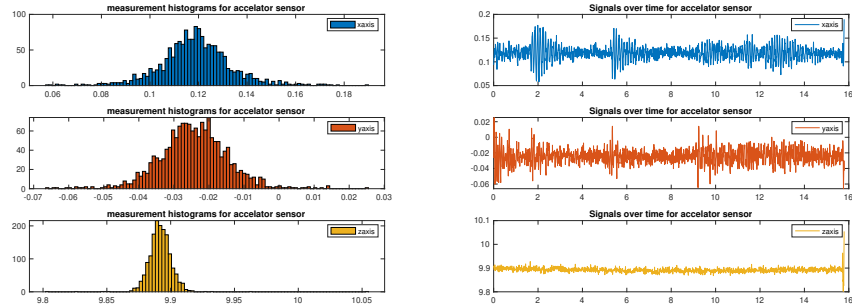 measurement histograms for accelator sensor
100
50
0
0.06 0.08 0.1 0.12 0.14 0.16 0.18
xaxis
Signals over time for accelator sensor
0.2
0.15
0.1
0.05
0 2 4 6 8 10 12 14 16
xaxis
measurement histograms for accelator sensor
60
40
20
0
-0.07 -0.06 -0.05 -0.04 -0.03 -0.02 -0.01 0 0.01 0.02 0.03
yaxis
Signals over time for accelator sensor
0.02
0
-0.02
-0.04
-0.06
0 2 4 6 8 10 12 14 16
yaxis
measurement histograms for accelator sensor
200
100
0
9.8 9.85 9.9 9.95 10 10.05
zaxis
Signals over time for accelator sensor
10.1
10
9.9
9.8
0 2 4 6 8 10 12 14 16
zaxis